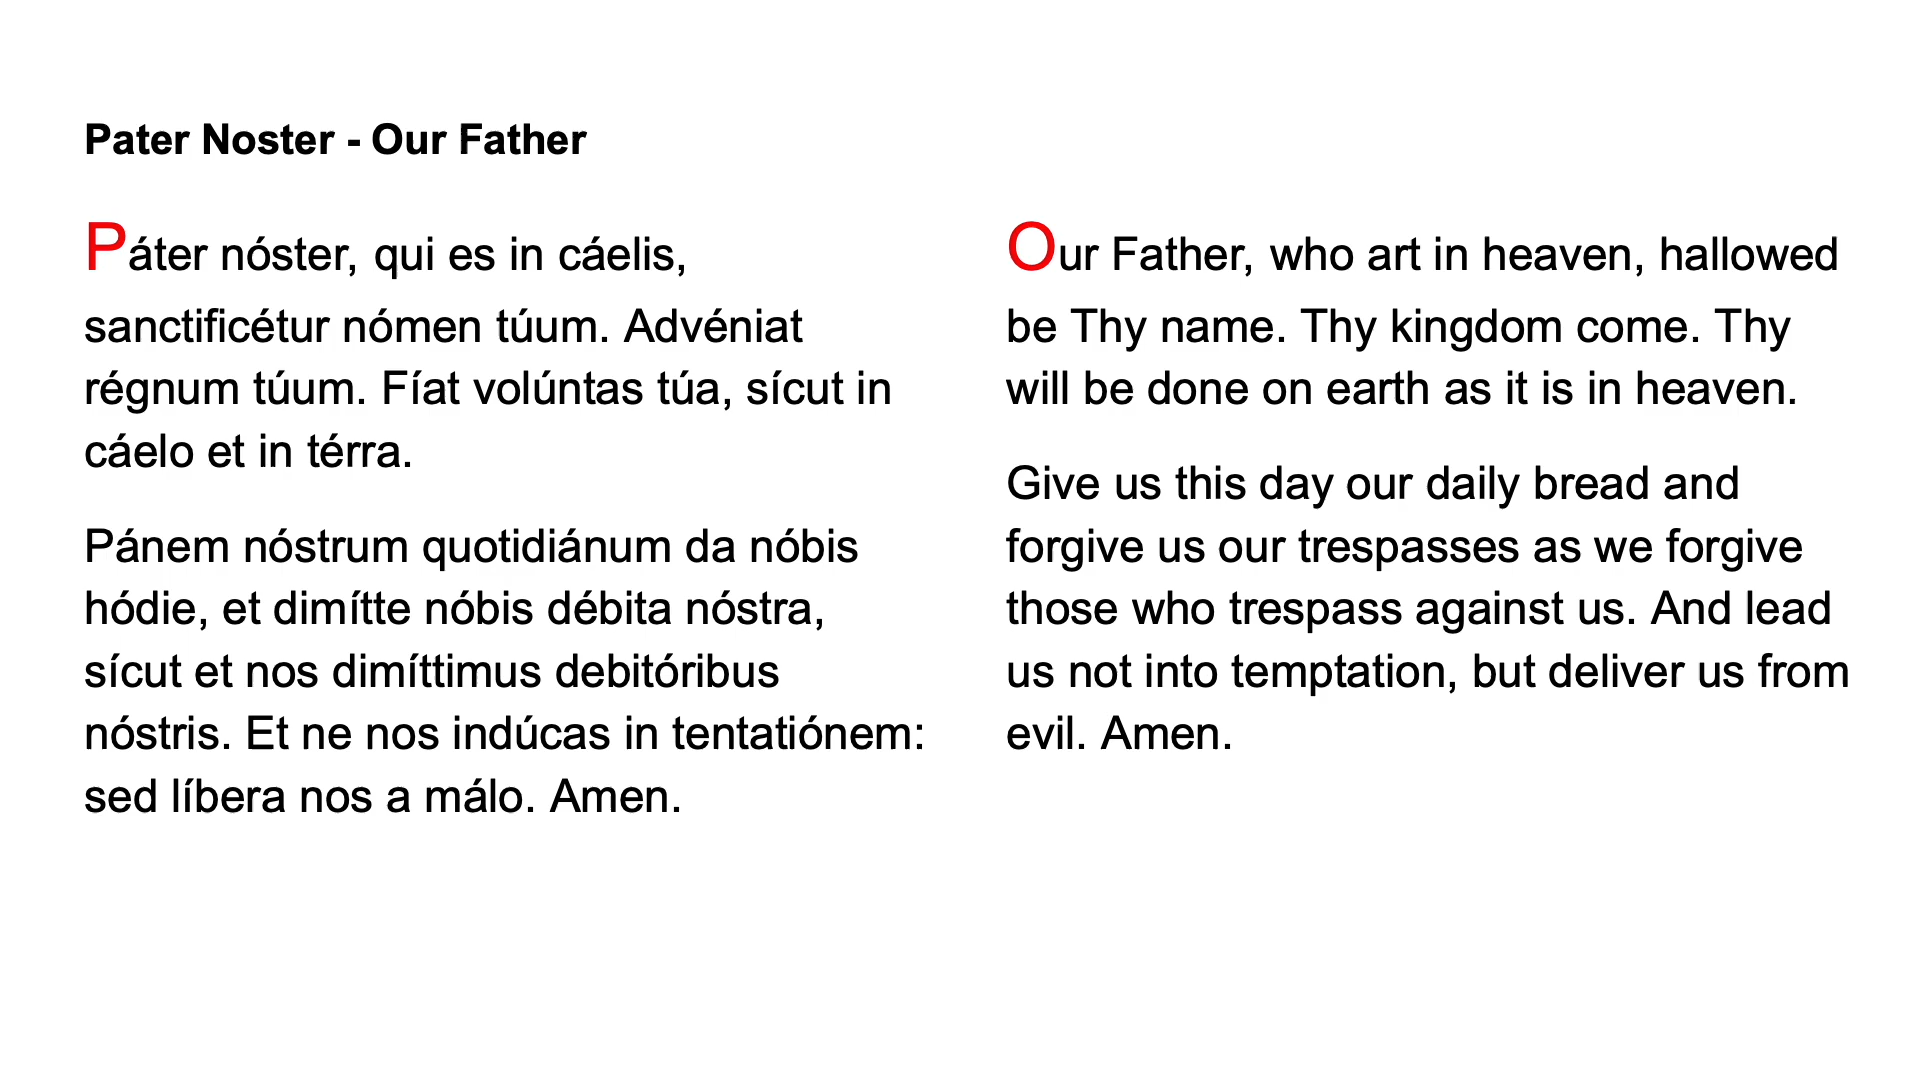 Pater Noster - Our Father
Páter nóster, qui es in cáelis,
sanctificétur nómen túum. Advéniat
régnum túum. Fíat volúntas túa, sícut in
cáelo et in térra.
Pánem nóstrum quotidiánum da nóbis
hódie, et dimítte nóbis débita nóstra,
sícut et nos dimíttimus debitóribus
nóstris. Et ne nos indúcas in tentatiónem:
sed líbera nos a málo. Amen.
Our Father, who art in heaven, hallowed
be Thy name. Thy kingdom come. Thy
will be done on earth as it is in heaven.
Give us this day our daily bread and
forgive us our trespasses as we forgive
those who trespass against us. And lead
us not into temptation, but deliver us from
evil. Amen.